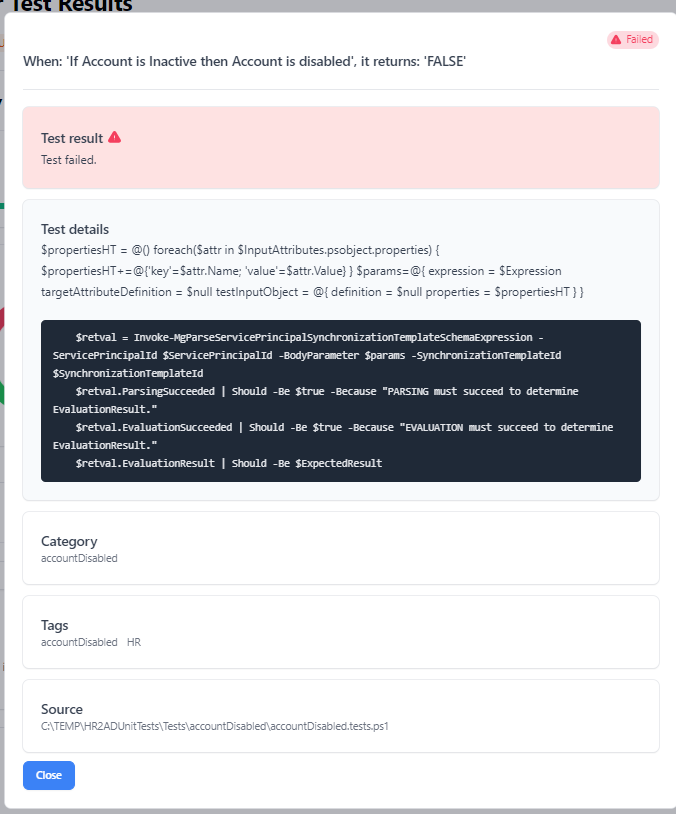 Test Results
Failed
When: 'If Account is Inactive then Account is disabled', it returns: 'FALSE'
Test result
Test failed.
Test details
$propertiesHT = @() foreach($attr in $InputAttributes.psobject.properties) {
$propertiesHT+=@{'key'=$attr.Name; 'value'=$attr.Value} } $params=@{ expression = $Expression
targetAttributeDefinition = $null testInputObject = @{ definition = $null properties = $propertiesHT } }
$retval = Invoke-MgParseServicePrincipalSynchronizationTemplateSchemaExpression -
ServicePrincipalId $ServicePrincipalId -BodyParameter $params -SynchronizationTemplateId
$SynchronizationTemplateId
$retval.ParsingSucceeded | Should -Be $true -Because "PARSING must succeed to determine
EvaluationResult."
$retval.EvaluationSucceeded | Should -Be $true -Because "EVALUATION must succeed to determine
EvaluationResult."
$retval.EvaluationResult | Should -Be $ExpectedResult
Category
accountDisabled
Tags
accountDisabled HR
Source
C:\TEMP\HR2ADUnitTests\Tests\accountDisabled\accountDisabled.tests.ps1
Close